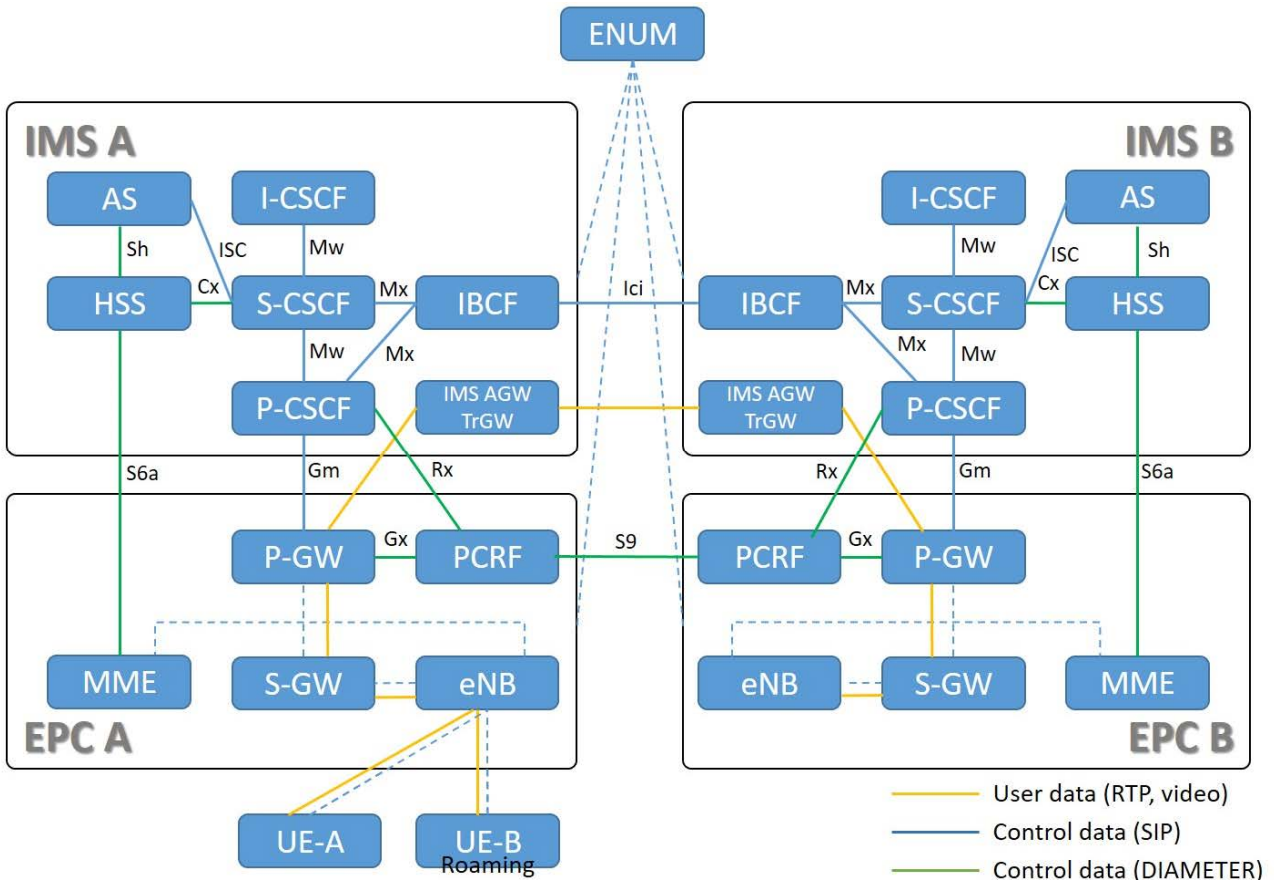 ENUM
IMS A
IMS B
AS
I-CSCF
I-CSCF
AS
Sh
ISC
Mw
Mw
ISC
Sh
HSS
Cx
S-CSCF
Mx
IBCF
Ici
IBCF
Mx
S-CSCF
Cx
HSS
Mw
Mx
Mx
Mw
P-CSCF
IMS AGW
TrGW
IMS AGW
TrGW
P-CSCF
S6a
Gm
Rx
Rx
Gm
S6a
P-GW
Gx
PCRF
S9
PCRF
Gx
P-GW
MME
S-GW
eNB
eNB
S-GW
MME
EPC A
EPC B
User data (RTP, video)
UE-A
UE-B
Roaming
Control data (SIP)
Control data (DIAMETER)